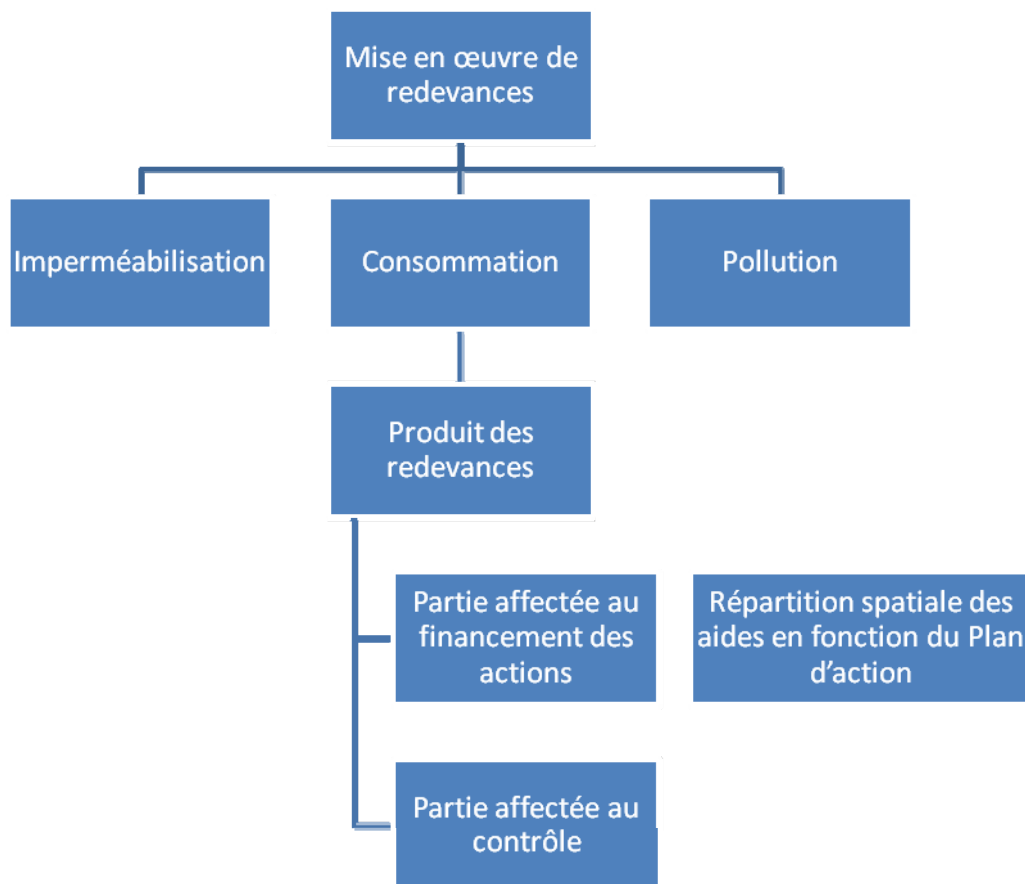 Mise en œuvre de
redevances
Imperméabilisation
Consommation
Pollution
Produit des
redevances
Partie affectée au
financement des
actions
Répartition spatiale des
aides en fonction du Plan
d'action
Partie affectée au
contrôle